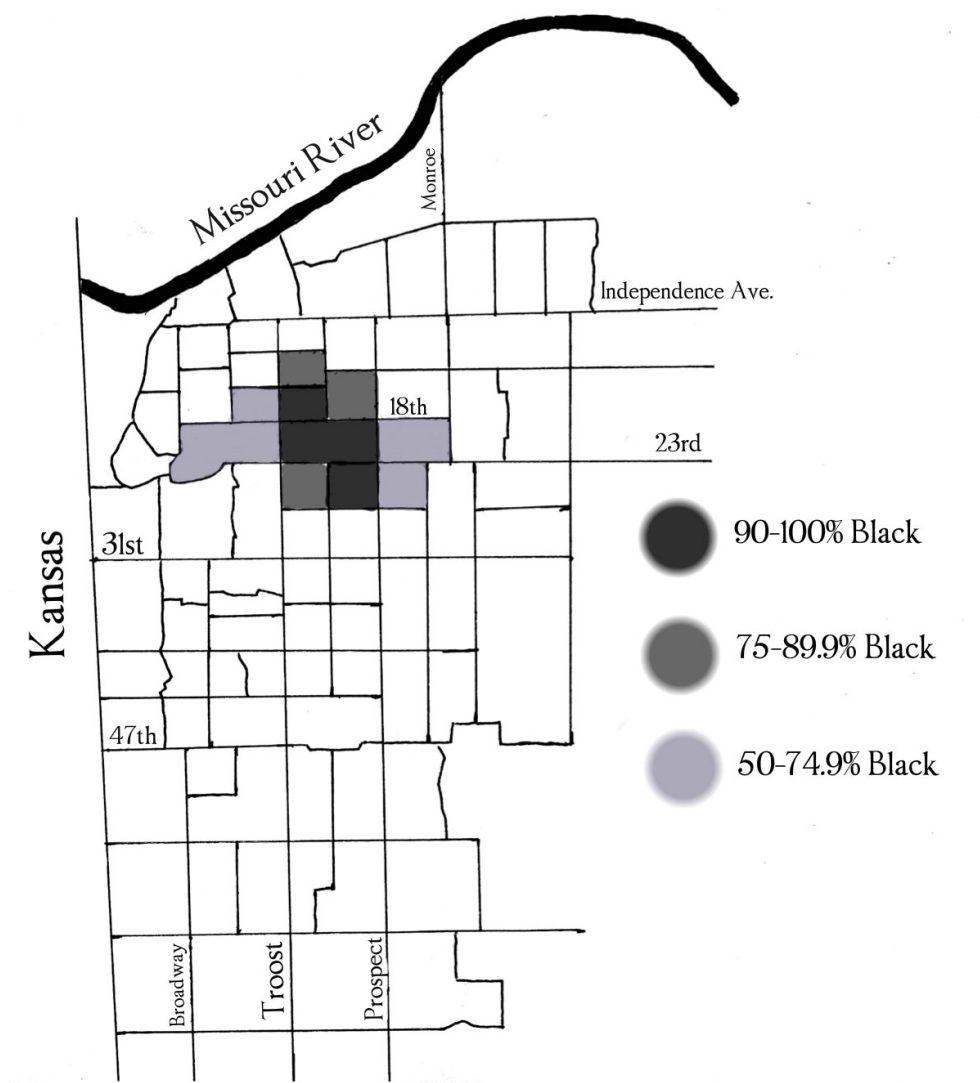 Missouri River
Monroe
Independence Ave.
18th
23rd
90-100% Black
31st
Kansas
75-89.9% Black
47th
50-74.9% Black
Broadway
Troost
Prospect